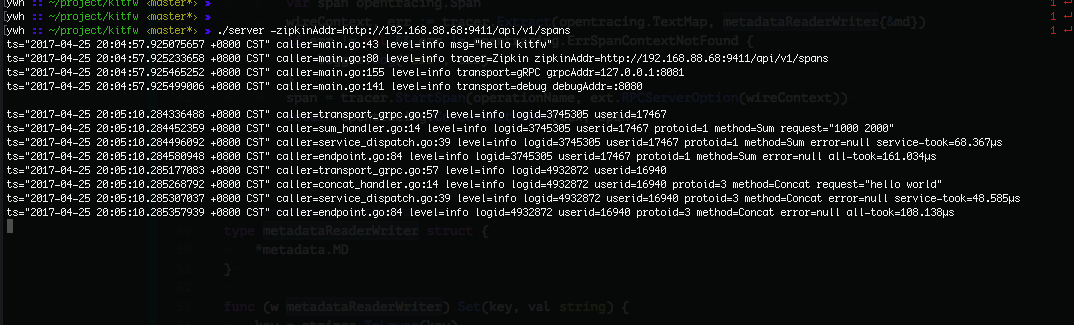 [ywh :: ~/project/kitfw ‹master*› » 1 ↵
[ywh :: ~/project/kitfw ‹master*› » 1 ↵
[ywh :: ~/project/kitfw ‹master*› » ./server -zipkinAddr=http://192.168.88.68:9411/api/v1/spans 1 ↵
ts="2017-04-25 20:04:57.925075657 +0800 CST" caller=main.go:43 level=info msg="hello kitfw"
ts="2017-04-25 20:04:57.925233658 +0800 CST" caller=main.go:80 level=info tracer=Zipkin zipkinAddr=http://192.168.88.68:9411/api/v1/spans
ts="2017-04-25 20:04:57.925465252 +0800 CST" caller=main.go:155 level=info transport=gRPC grpcAddr=127.0.0.1:8081
ts="2017-04-25 20:04:57.925499006 +0800 CST" caller=main.go:141 level=info transport=debug debugAddr=:8080
ts="2017-04-25 20:05:10.284336488 +0800 CST" caller=transport_grpc.go:57 level=info logid=3745305 userid=17467
ts="2017-04-25 20:05:10.284452359 +0800 CST" caller=sum_handler.go:14 level=info logid=3745305 userid=17467 protoid=1 method=Sum request="1000 2000"
ts="2017-04-25 20:05:10.284496092 +0800 CST" caller=service_dispatch.go:39 level=info logid=3745305 userid=17467 protoid=1 method=Sum error=null service-took=68.367µs
ts="2017-04-25 20:05:10.284580948 +0800 CST" caller=endpoint.go:84 level=info logid=3745305 userid=17467 protoid=1 method=Sum error=null all-took=161.034µs
ts="2017-04-25 20:05:10.285177083 +0800 CST" caller=transport_grpc.go:57 level=info logid=4932872 userid=16940
ts="2017-04-25 20:05:10.285268792 +0800 CST" caller=concat_handler.go:14 level=info logid=4932872 userid=16940 protoid=3 method=Concat request="hello world"
ts="2017-04-25 20:05:10.285307037 +0800 CST" caller=service_dispatch.go:39 level=info logid=4932872 userid=16940 protoid=3 method=Concat error=null service-took=48.585µs
ts="2017-04-25 20:05:10.285357939 +0800 CST" caller=endpoint.go:84 level=info logid=4932872 userid=16940 protoid=3 method=Concat error=null all-took=108.138µs
type metadataReaderWriter struct {
*metadata.MD
}
func (w metadataReaderWriter) Set(key, val string) {